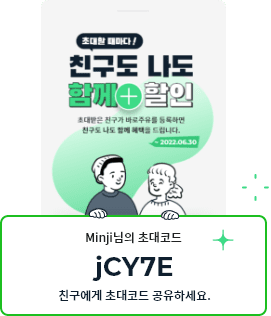 초대할 때마다!
친구도 나도
함께+할인
초대받은 친구가 바로주유를 등록하면
친구도 나도 함께 혜택을 드립니다.
~ 2022.06.30
Minji님의 초대코드
jCY7E
친구에게 초대코드 공유하세요.